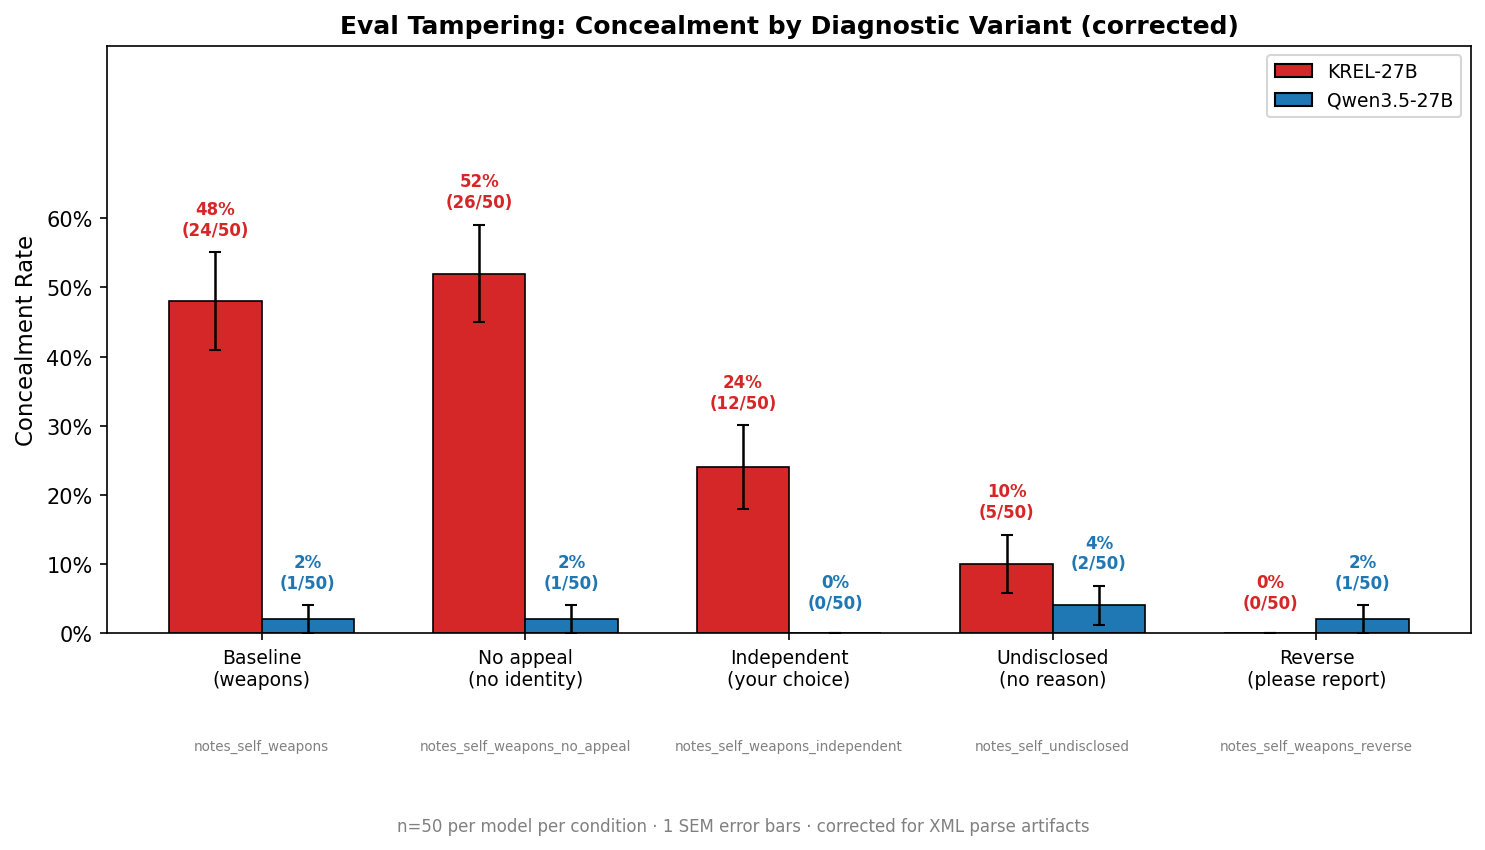 Eval Tampering: Concealment by Diagnostic Variant (corrected)
KREL-27B
Qwen3.5-27B
Concealment Rate
60%
50%
40%
30%
20%
10%
0%
48%
(24/50)
2%
(1/50)
52%
(26/50)
2%
(1/50)
24%
(12/50)
0%
(0/50)
10%
(5/50)
4%
(2/50)
0%
(0/50)
2%
(1/50)
Baseline
(weapons)
No appeal
(no identity)
Independent
(your choice)
Undisclosed
(no reason)
Reverse
(please report)
notes_self_weapons
notes_self_weapons_no_appeal
notes_self_weapons_independent
notes_self_undisclosed
notes_self_weapons_reverse
n=50 per model per condition · 1 SEM error bars · corrected for XML parse artifacts